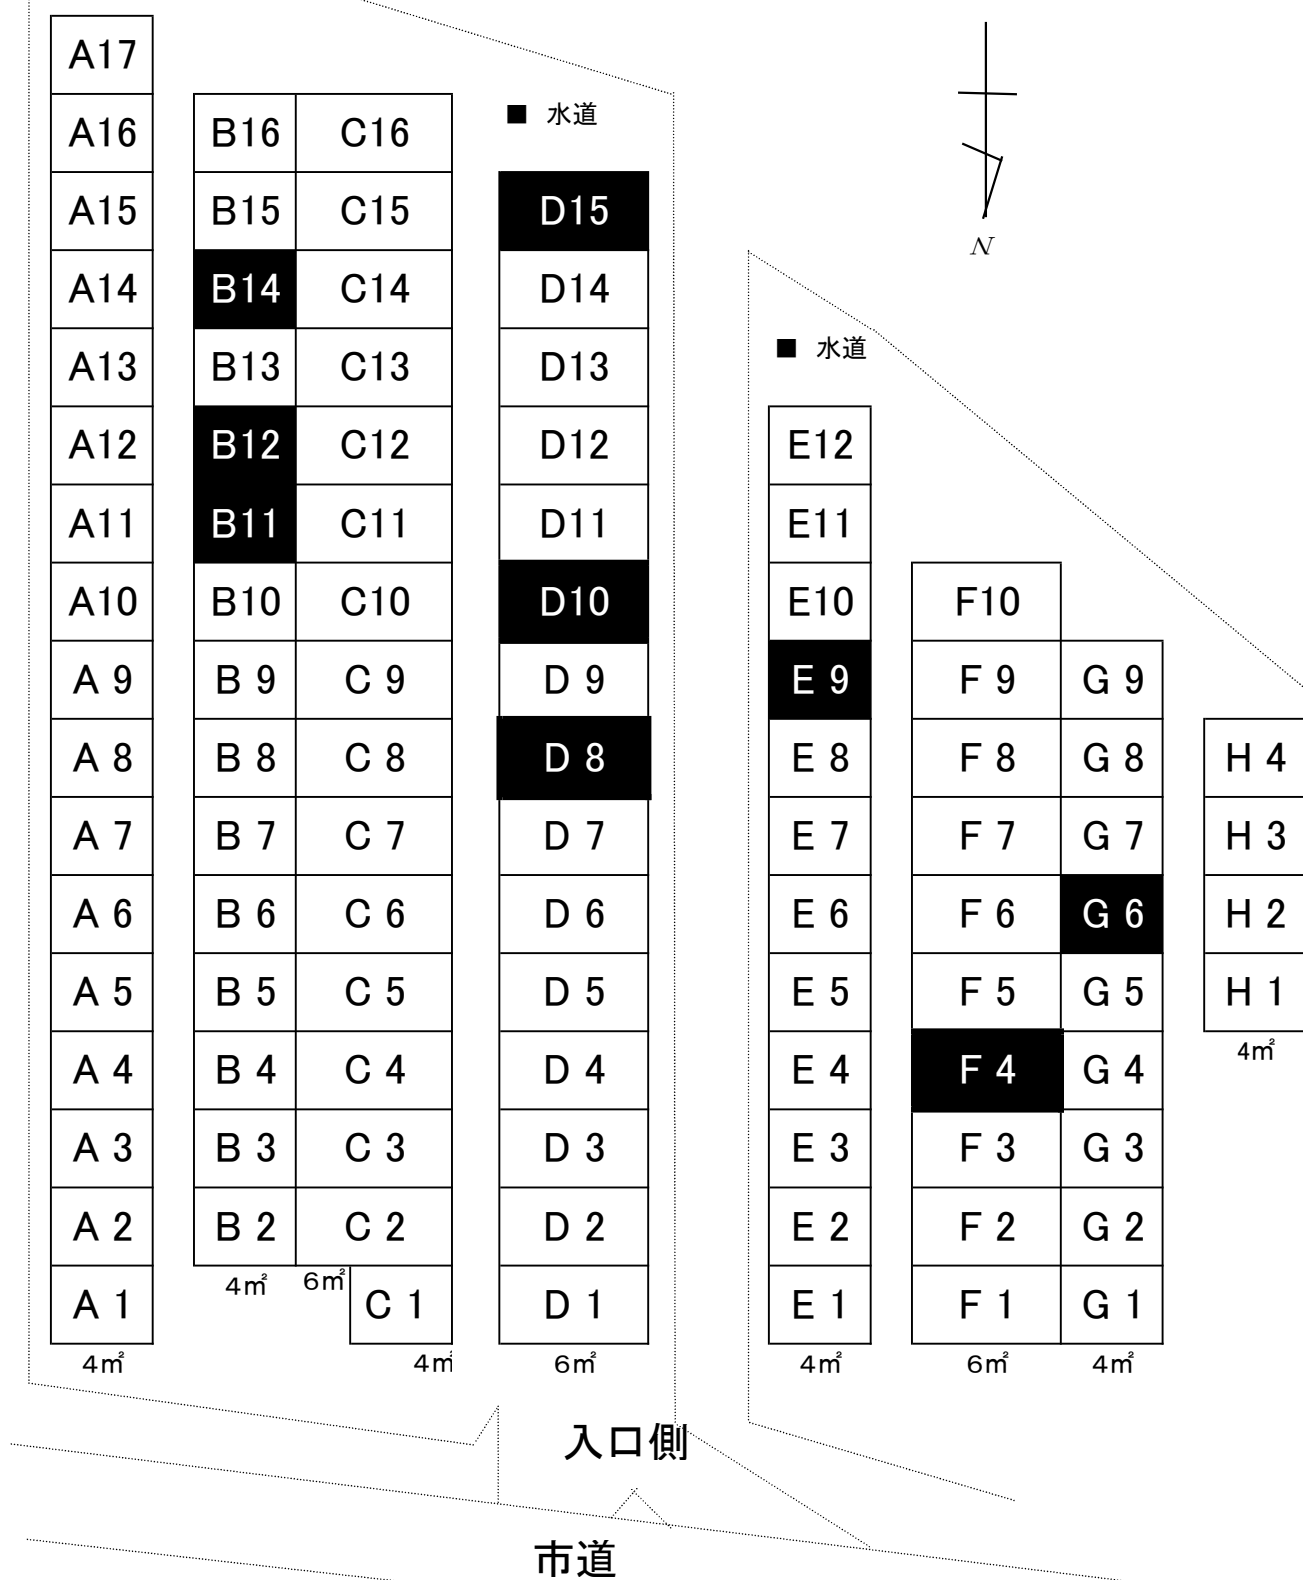 A17
A16 B16 C16 ■ 水道
A15 B15 C15 D15
N
A14 B14 C14 D14
A13 B13 C13 D13 ■ 水道
A12 B12 C12 D12 E12
A11 B11 C11 D11 E11
A10 B10 C10 D10 E10 F10
A 9 B 9 C 9 D 9 E 9 F 9 G 9
A 8 B 8 C 8 D 8 E 8 F 8 G 8 H 4
A 7 B 7 C 7 D 7 E 7 F 7 G 7 H 3
A 6 B 6 C 6 D 6 E 6 F 6 G 6 H 2
A 5 B 5 C 5 D 5 E 5 F 5 G 5 H 1
A 4 B 4 C 4 D 4 E 4 F 4 G 4 4㎡
A 3 B 3 C 3 D 3 E 3 F 3 G 3
A 2 B 2 C 2 D 2 E 2 F 2 G 2
4㎡ 6㎡
A 1 C 1 D 1 E 1 F 1 G 1
4㎡ 4㎡ 6㎡ 4㎡ 6㎡ 4㎡
入口側
市道